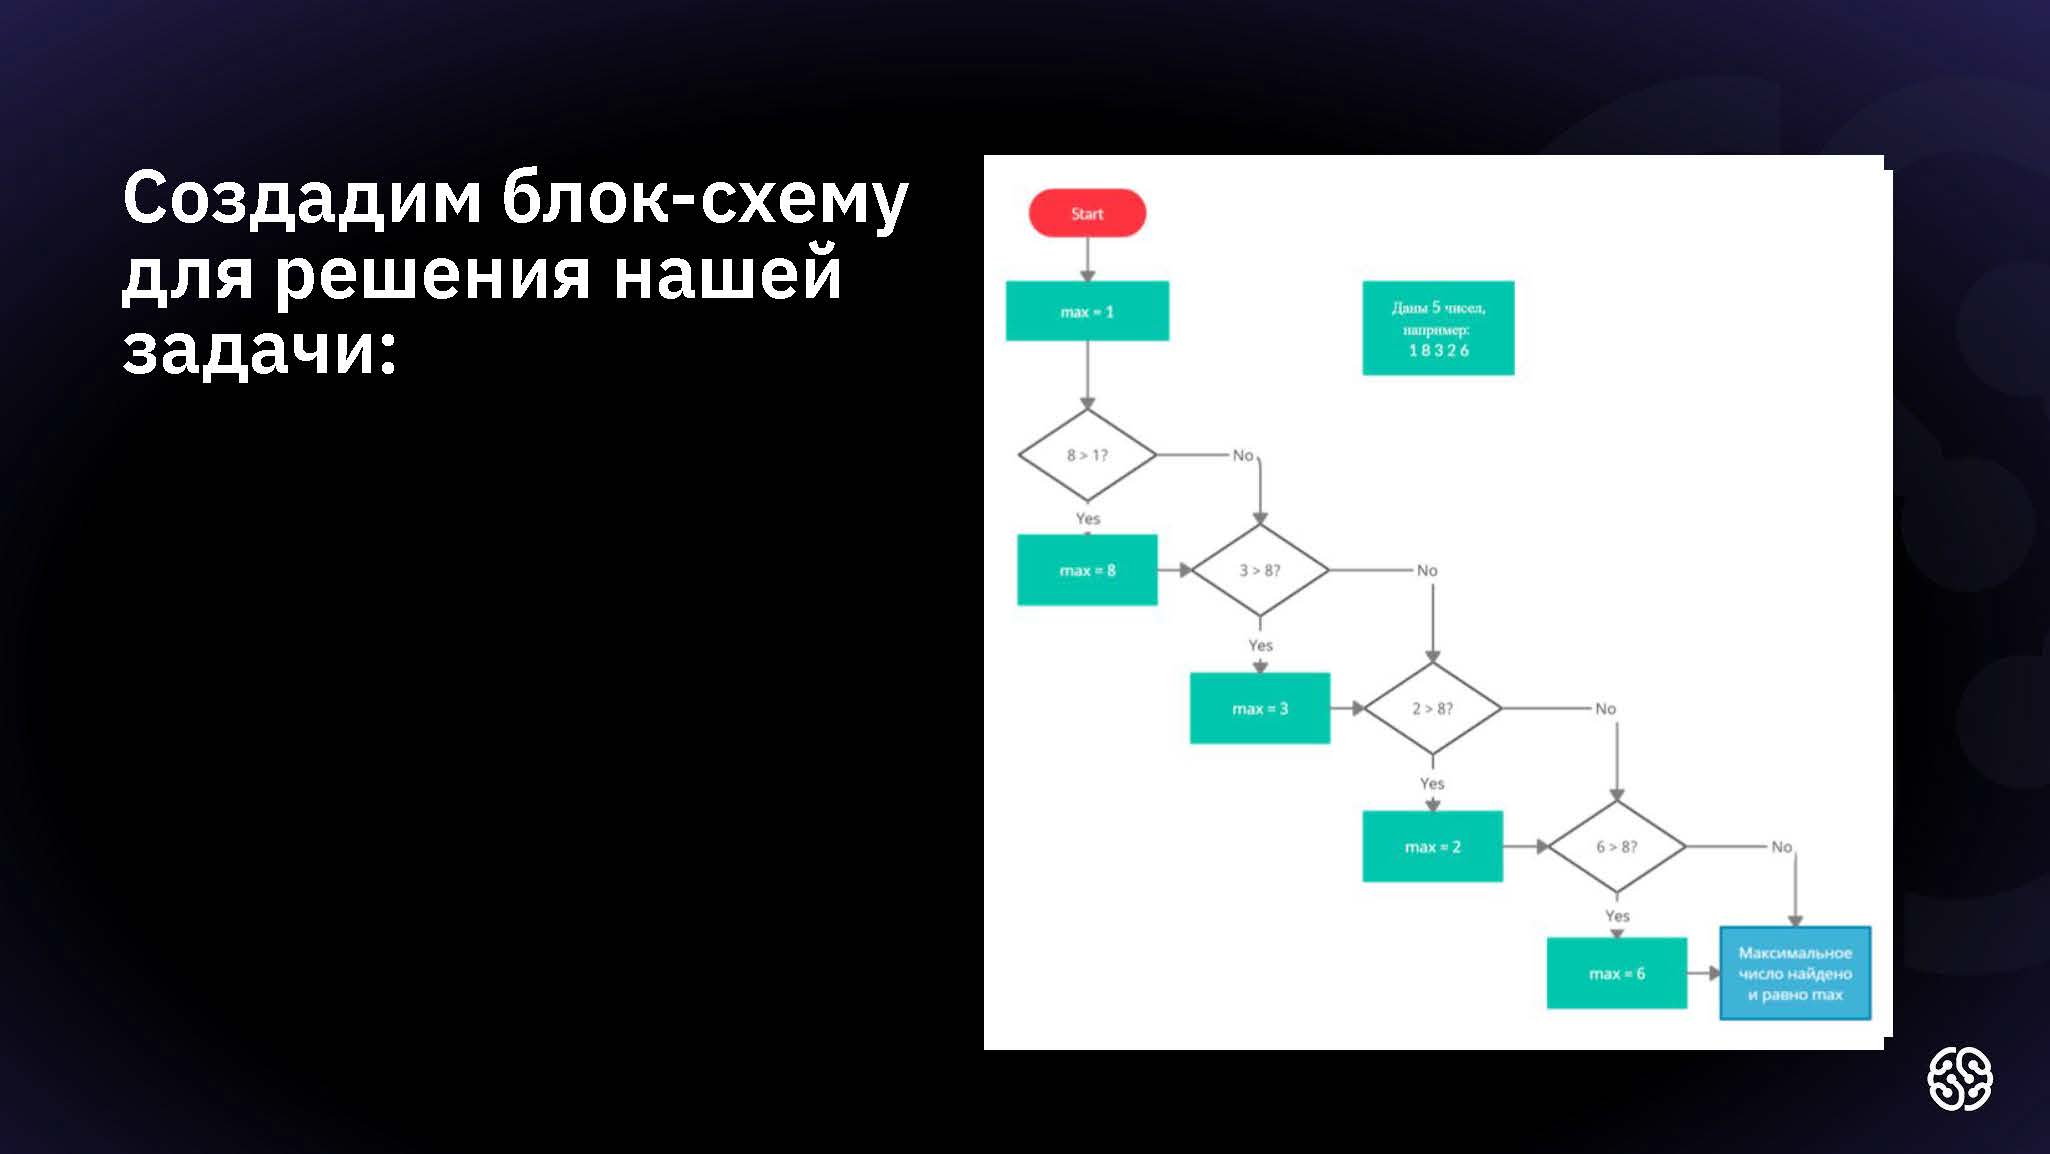 Создадим блок-схему
для решения нашей
задачи:
Start
max = 1
Даны 5 чисел,
например:
1 8 3 2 6
8 > 1?
No
Yes
max = 8
3 > 8?
No
Yes
max = 3
2 > 8?
No
Yes
max = 2
6 > 8?
No
Yes
max = 6
Максимальное
число найдено
и равно max